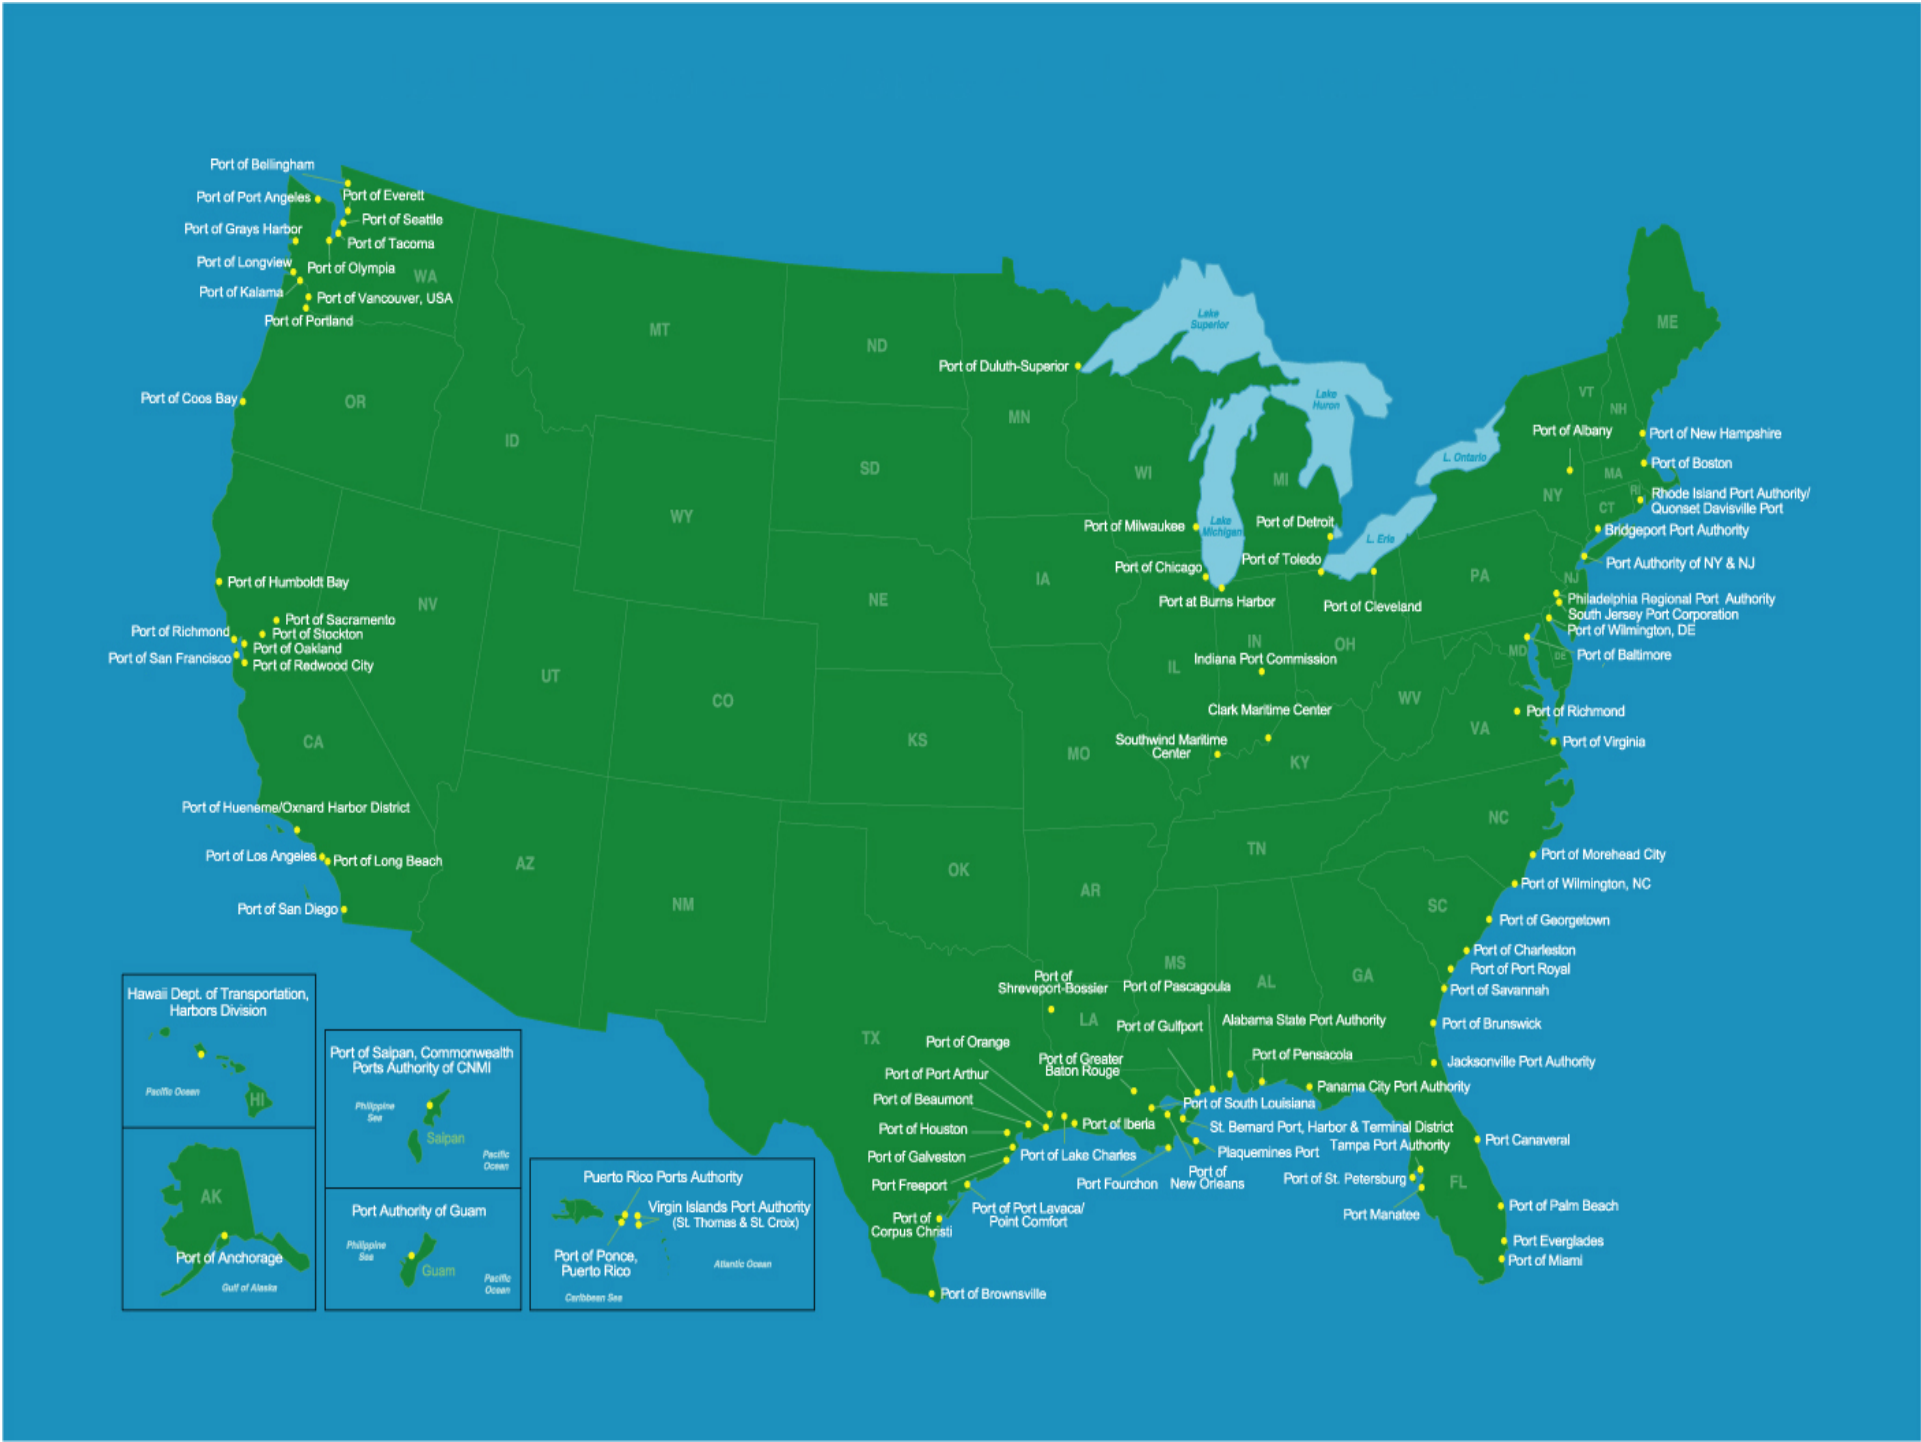 Port of Bellingham
Port of Port Angeles
Port of Everett
Port of Seattle
Port of Grays Harbor
Port of Tacoma
Port of Longview
Port of Olympia
WA
Port of Kalama
Port of Vancouver, USA
Port of Portland
MT
ND
Port of Duluth-Superior
Lake
Superior
ME
Port of Coos Bay
OR
ID
MN
Lake
Huron
VT
NH
Port of Albany
Port of New Hampshire
SD
WI
MI
L. Ontario
Port of Boston
MA
NY
RI
CT
Rhode Island Port Authority/
Quonset Davisville Port
WY
Port of Milwaukee
Lake
Michigan
Port of Detroit
L. Erie
Bridgeport Port Authority
Port of Chicago
Port of Toledo
Port Authority of NY & NJ
Port of Humboldt Bay
NV
NE
IA
Port at Burns Harbor
Port of Cleveland
PA
NJ
Philadelphia Regional Port Authority
South Jersey Port Corporation
Port of Wilmington, DE
Port of Sacramento
Port of Richmond
Port of Stockton
Port of Oakland
Port of San Francisco
Port of Redwood City
UT
CO
IL
IN
OH
Indiana Port Commission
MD
DE
Port of Baltimore
WV
Clark Maritime Center
VA
Port of Richmond
CA
KS
MO
Southwind Maritime
Center
KY
Port of Virginia
Port of Hueneme/Oxnard Harbor District
NC
Port of Los Angeles
Port of Long Beach
AZ
NM
OK
AR
TN
Port of Morehead City
Port of Wilmington, NC
Port of San Diego
SC
Port of Georgetown
Port of Charleston
Port of Port Royal
Port of Savannah
MS
AL
GA
Port of
Shreveport-Bossier
Port of Pascagoula
LA
TX
Port of Gulfport
Alabama State Port Authority
Port of Brunswick
Port of Orange
Port of Greater
Baton Rouge
Port of Pensacola
Jacksonville Port Authority
Port of Port Arthur
Panama City Port Authority
Port of Beaumont
Port of South Louisiana
Port of Houston
Port of Iberia
St. Bernard Port, Harbor & Terminal District
Port of Galveston
Port of Lake Charles
Plaquemines Port
Tampa Port Authority
Port Canaveral
Port Freeport
Port Fourchon
Port of
New Orleans
Port of St. Petersburg
FL
Port of
Corpus Christi
Port of Port Lavaca/
Point Comfort
Port Manatee
Port of Palm Beach
Port Everglades
Port of Miami
Port of Brownsville
Hawaii Dept. of Transportation,
Harbors Division
Pacific Ocean
HI
AK
Port of Anchorage
Gulf of Alaska
Port of Saipan, Commonwealth
Ports Authority of CNMI
Philippine
Sea
Saipan
Pacific
Ocean
Port Authority of Guam
Philippine
Sea
Guam
Pacific
Ocean
Puerto Rico Ports Authority
Virgin Islands Port Authority
(St. Thomas & St. Croix)
Port of Ponce,
Puerto Rico
Atlantic Ocean
Caribbean Sea